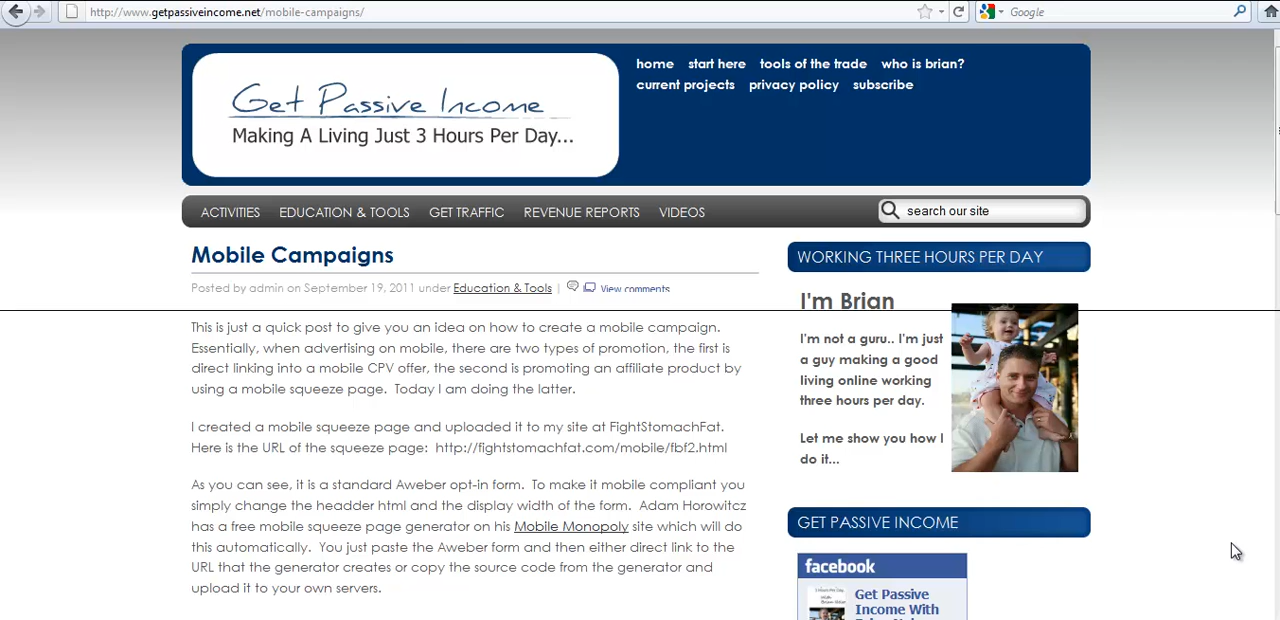 http://www.getpassiveincome.net/mobile-campaigns/
Google
Get Passive Income
Making A Living Just 3 Hours Per Day...
home start here tools of the trade who is brian?
current projects privacy policy subscribe
ACTIVITIES EDUCATION & TOOLS GET TRAFFIC REVENUE REPORTS VIDEOS
search our site
Mobile Campaigns
Posted by admin on September 19, 2011 under Education & Tools | View comments
This is just a quick post to give you an idea on how to create a mobile campaign.
Essentially, when advertising on mobile, there are two types of promotion, the first is
direct linking into a mobile CPV offer, the second is promoting an affiliate product by
using a mobile squeeze page. Today I am doing the latter.
I created a mobile squeeze page and uploaded it to my site at FightStomachFat.
Here is the URL of the squeeze page: http://fightstomachfat.com/mobile/fbf2.html
As you can see, it is a standard Aweber opt-in form. To make it mobile compliant you
simply change the headder html and the display width of the form. Adam Horowitcz
has a free mobile squeeze page generator on his Mobile Monopoly site which will do
this automatically. You just paste the Aweber form and then either direct link to the
URL that the generator creates or copy the source code from the generator and
upload it to your own servers.
WORKING THREE HOURS PER DAY
I'm Brian
I'm not a guru.. I'm just
a guy making a good
living online working
three hours per day.
Let me show you how I
do it...
GET PASSIVE INCOME
facebook
Get Passive
Income With